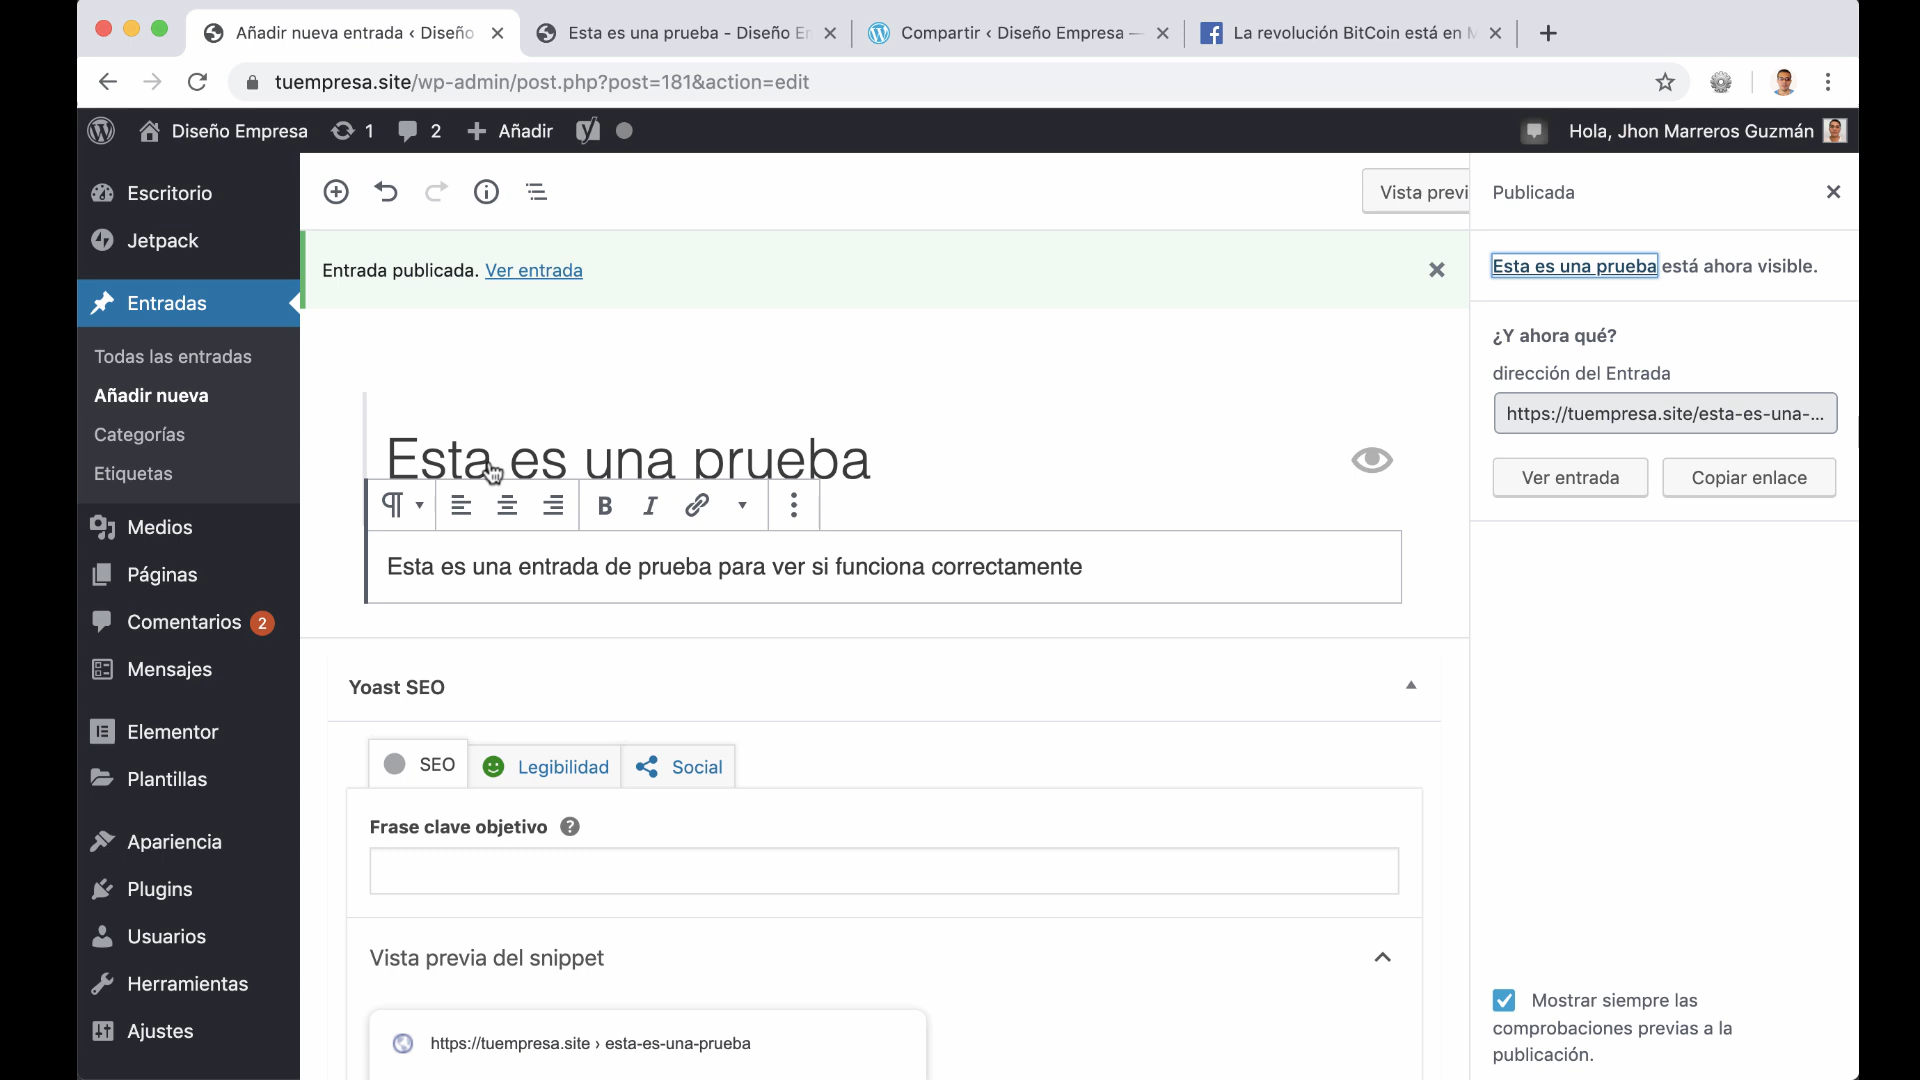 Añadir nueva entrada ‹ Diseño
Esta es una prueba - Diseño
Compartir ‹ Diseño Empresa —
La revolución BitCoin está en
tuempresa.site/wp-admin/post.php?post=181&action=edit
Diseño Empresa
1
2
Añadir
Hola, Jhon Marreros Guzmán
Escritorio
Jetpack
Entradas
Todas las entradas
Añadir nueva
Categorías
Etiquetas
Medios
Páginas
Comentarios 2
Mensajes
Elementor
Plantillas
Apariencia
Plugins
Usuarios
Herramientas
Ajustes
Vista previ
Entrada publicada. Ver entrada
Esta es una prueba
B I
Esta es una entrada de prueba para ver si funciona correctamente
Yoast SEO
SEO
Legibilidad
Social
Frase clave objetivo ?
Vista previa del snippet
https://tuempresa.site › esta-es-una-prueba
Publicada
Esta es una prueba está ahora visible.
¿Y ahora qué?
dirección del Entrada
https://tuempresa.site/esta-es-una-...
Ver entrada
Copiar enlace
Mostrar siempre las
comprobaciones previas a la
publicación.